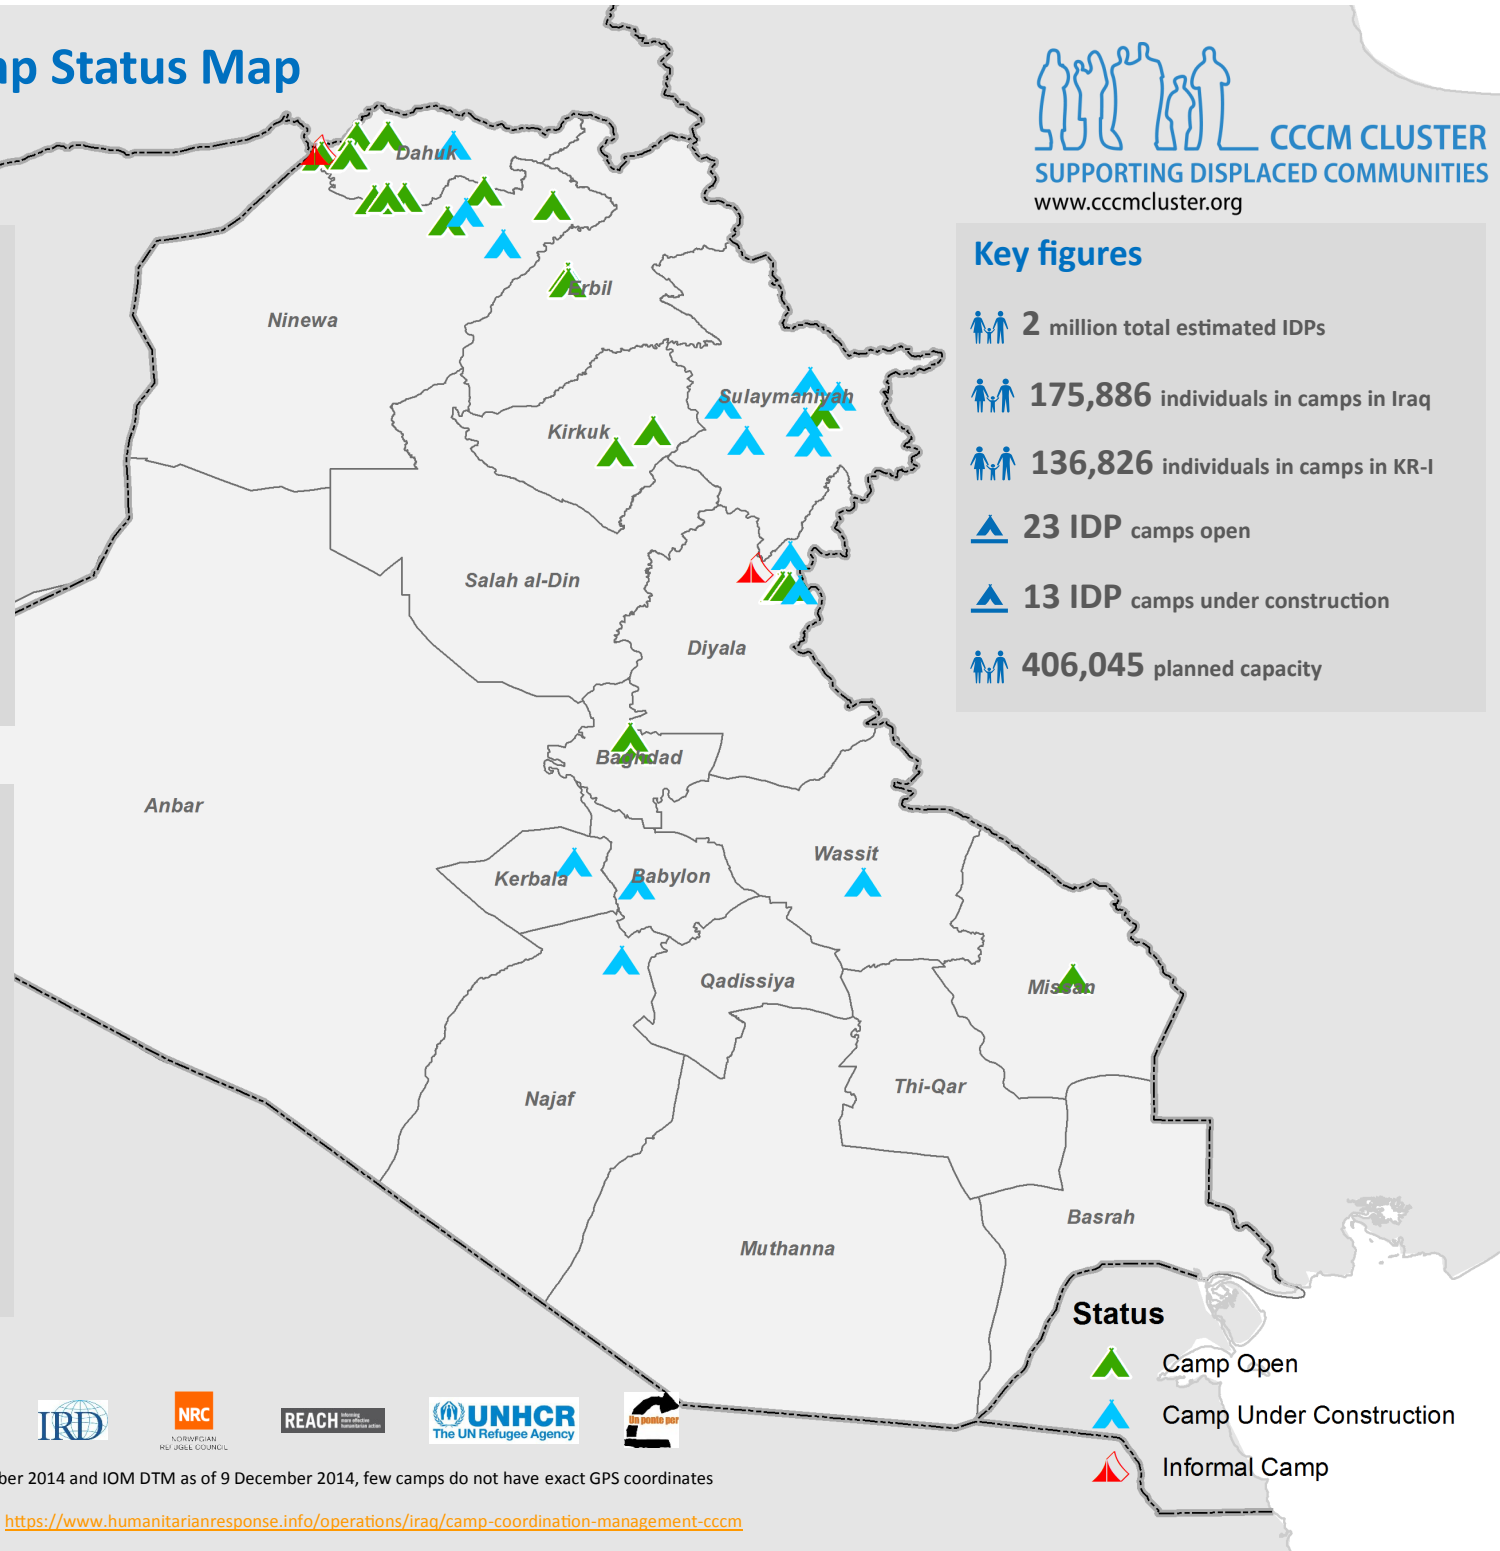 p Status Map
CCCM CLUSTER
SUPPORTING DISPLACED COMMUNITIES
www.cccmcluster.org
Key figures
2 million total estimated IDPs
175,886 individuals in camps in Iraq
136,826 individuals in camps in KR-I
23 IDP camps open
13 IDP camps under construction
406,045 planned capacity
Dahuk
Ninewa
Erbil
Sulaymaniyah
Kirkuk
Salah al-Din
Diyala
Baghdad
Anbar
Wassit
Kerbala
Babylon
Qadissiya
Missan
Najaf
Thi-Qar
Basrah
Muthanna
Status
Camp Open
Camp Under Construction
Informal Camp
IRD
NRC
NORWEGIAN
REFUGEE COUNCIL
REACH Informing
more effective
humanitarian action
UNHCR
The UN Refugee Agency
Un ponte per
ber 2014 and IOM DTM as of 9 December 2014, few camps do not have exact GPS coordinates
https://www.humanitarianresponse.info/operations/iraq/camp-coordination-management-cccm